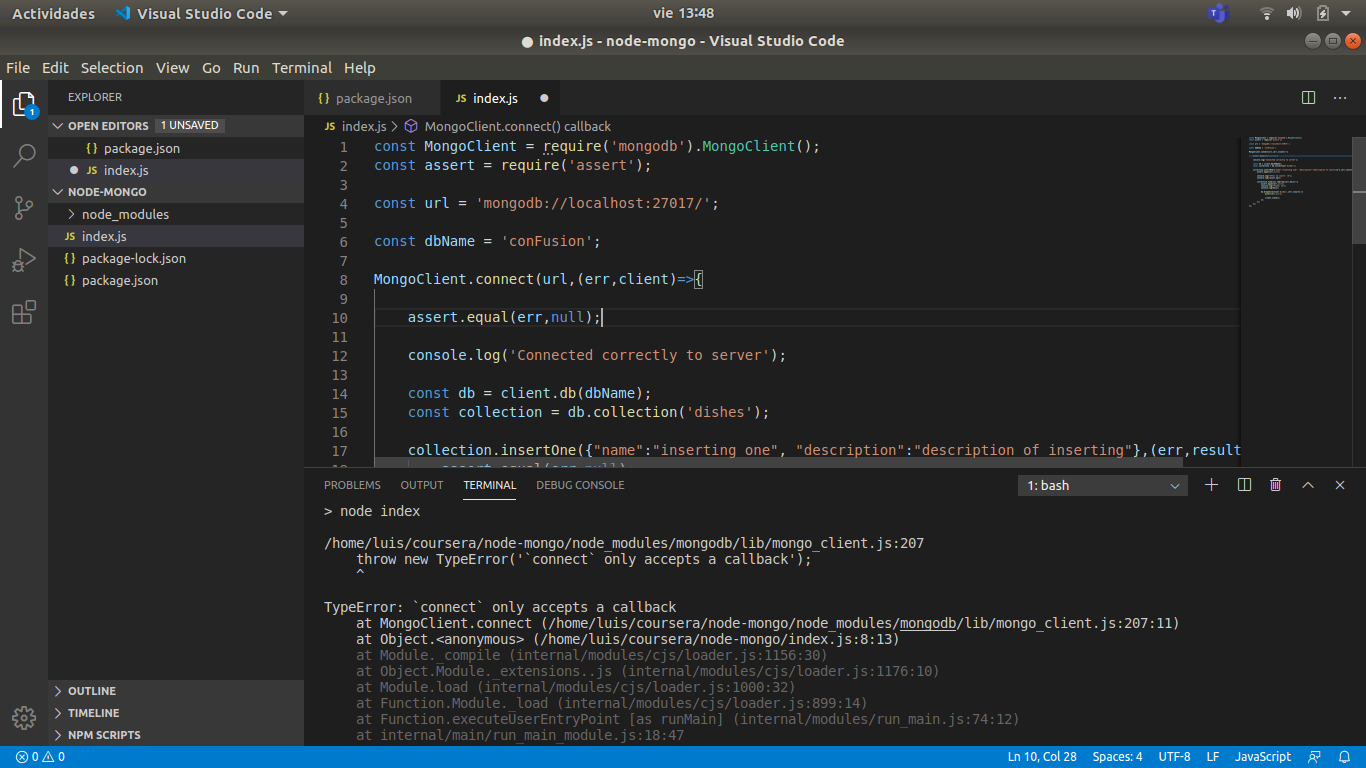 Actividades Visual Studio Code vie 13:48
index.js - node-mongo - Visual Studio Code
File Edit Selection View Go Run Terminal Help
EXPLORER
OPEN EDITORS 1 UNSAVED
{} package.json
JS index.js
NODE-MONGO
node_modules
JS index.js
{} package-lock.json
{} package.json
OUTLINE
TIMELINE
NPM SCRIPTS
1
{} package.json JS index.js
JS index.js > MongoClient.connect() callback
1 const MongoClient = require('mongodb').MongoClient();
2 const assert = require('assert');
3
4 const url = 'mongodb://localhost:27017/';
5
6 const dbName = 'conFusion';
7
8 MongoClient.connect(url,(err,client)=>{
9
10 assert.equal(err,null);
11
12 console.log('Connected correctly to server');
13
14 const db = client.db(dbName);
15 const collection = db.collection('dishes');
16
17 collection.insertOne({"name":"inserting one", "description":"description of inserting"},(err,result
18 assert.equal(err,null)
PROBLEMS OUTPUT TERMINAL DEBUG CONSOLE 1: bash
> node index
/home/luis/coursera/node-mongo/node_modules/mongodb/lib/mongo_client.js:207
throw new TypeError('`connect` only accepts a callback');
^
TypeError: `connect` only accepts a callback
at MongoClient.connect (/home/luis/coursera/node-mongo/node_modules/mongodb/lib/mongo_client.js:207:11)
at Object.<anonymous> (/home/luis/coursera/node-mongo/index.js:8:13)
at Module._compile (internal/modules/cjs/loader.js:1156:30)
at Object.Module._extensions..js (internal/modules/cjs/loader.js:1176:10)
at Module.load (internal/modules/cjs/loader.js:1000:32)
at Function.Module._load (internal/modules/cjs/loader.js:899:14)
at Function.executeUserEntryPoint [as runMain] (internal/modules/run_main.js:74:12)
at internal/main/run_main_module.js:18:47
0 0 Ln 10, Col 28 Spaces: 4 UTF-8 LF JavaScript